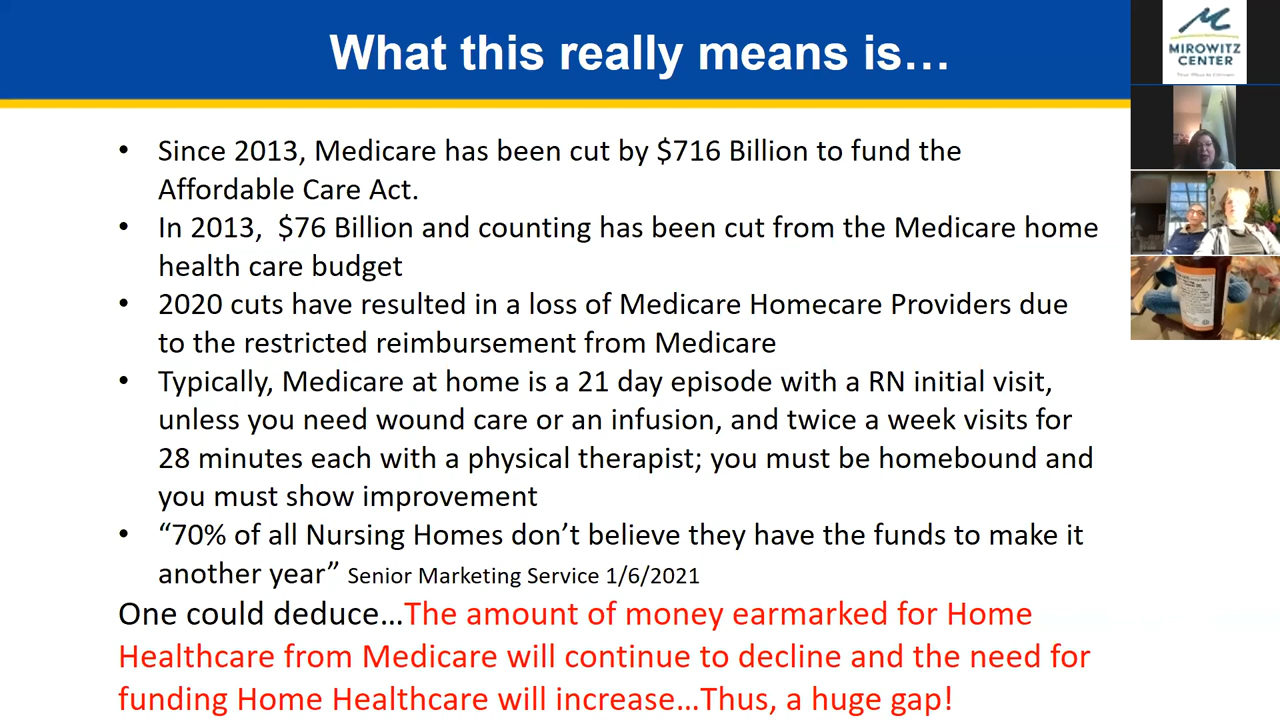 What this really means is…
MIROWITZ
CENTER
• Since 2013, Medicare has been cut by $716 Billion to fund the
Affordable Care Act.
• In 2013,  $76 Billion and counting has been cut from the Medicare home
health care budget
• 2020 cuts have resulted in a loss of Medicare Homecare Providers due
to the restricted reimbursement from Medicare
• Typically, Medicare at home is a 21 day episode with a RN initial visit,
unless you need wound care or an infusion, and twice a week visits for
28 minutes each with a physical therapist; you must be homebound and
you must show improvement
• “70% of all Nursing Homes don’t believe they have the funds to make it
another year” Senior Marketing Service 1/6/2021
One could deduce…The amount of money earmarked for Home
Healthcare from Medicare will continue to decline and the need for
funding Home Healthcare will increase…Thus, a huge gap!